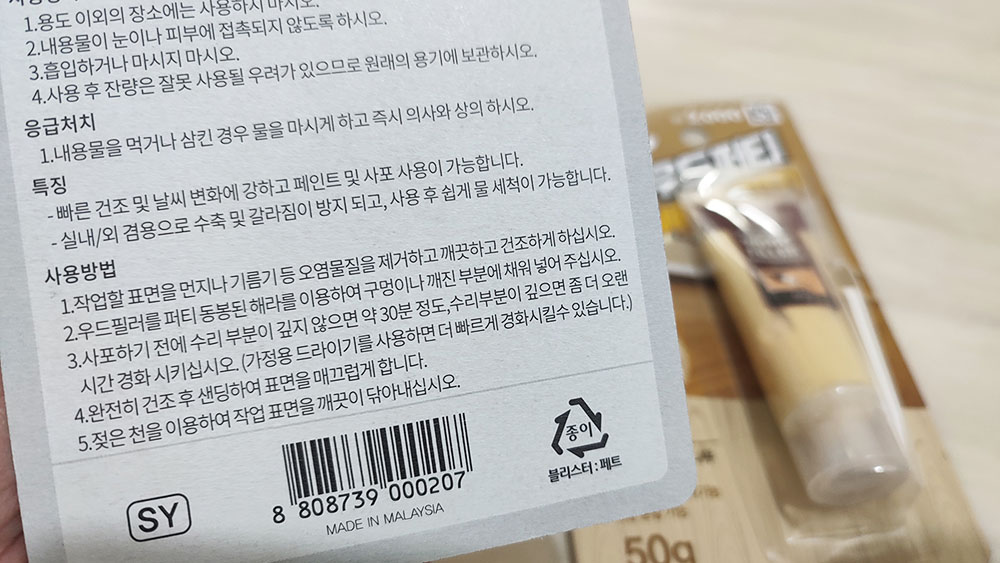 1.용도 이외의 장소에는 사용하지 마시오.
2.내용물이 눈이나 피부에 접촉되지 않도록 하시오.
3.흡입하거나 마시지 마시오.
4.사용 후 잔량은 잘못 사용될 우려가 있으므로 원래의 용기에 보관하시오.
응급처치
1.내용물을 먹거나 삼킨 경우 물을 마시게 하고 즉시 의사와 상의 하시오.
특징
- 빠른 건조 및 날씨 변화에 강하고 페인트 및 사포 사용이 가능합니다.
- 실내/외 겸용으로 수축 및 갈라짐이 방지 되고, 사용 후 쉽게 물 세척이 가능합니다.
사용방법
1.작업할 표면을 먼지나 기름기 등 오염물질을 제거하고 깨끗하고 건조하게 하십시오.
2.우드필러를 퍼티 동봉된 해라를 이용하여 구멍이나 깨진 부분에 채워 넣어 주십시오.
3.사포하기 전에 수리 부분이 깊지 않으면 약 30분 정도, 수리부분이 깊으면 좀 더 오랜
시간 경화 시키십시오. (가정용 드라이기를 사용하면 더 빠르게 경화시킬수 있습니다.)
4.완전히 건조 후 샌딩하여 표면을 매끄럽게 합니다.
5.젖은 천을 이용하여 작업 표면을 깨끗이 닦아내십시오.
SY
8 808739 000207
MADE IN MALAYSIA
종이
블리스터 : 페트
우드퍼티
50g